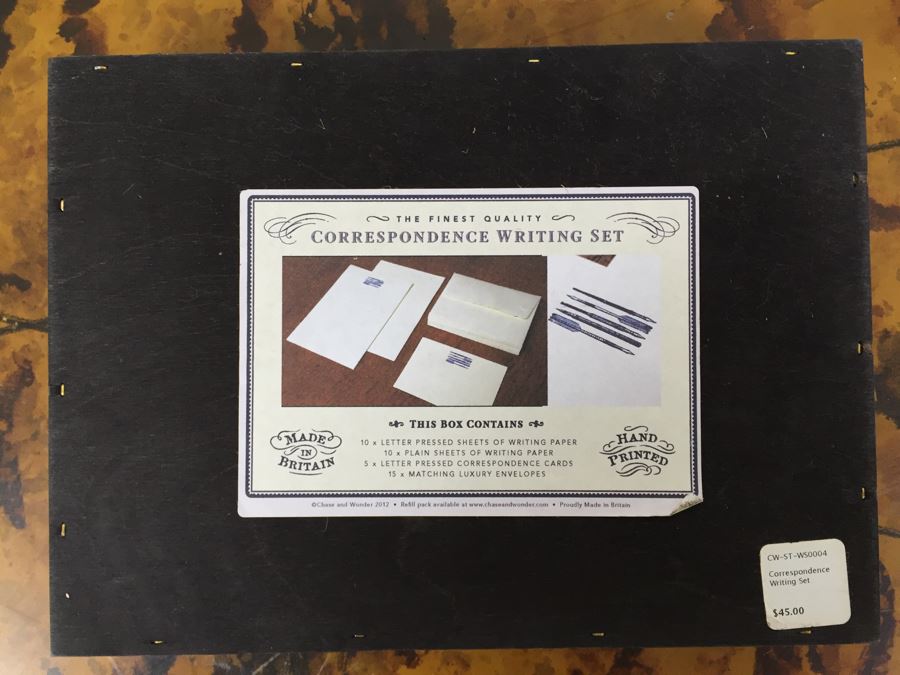 THE FINEST QUALITY
CORRESPONDENCE WRITING SET
THIS BOX CONTAINS
10 x LETTER PRESSED SHEETS OF WRITING PAPER
10 x PLAIN SHEETS OF WRITING PAPER
5 x LETTER PRESSED CORRESPONDENCE CARDS
15 x MATCHING LUXURY ENVELOPES
MADE
IN
BRITAIN
HAND
PRINTED
©Chase and Wonder 2012 • Refill pack available at www.chaseandwonder.com • Proudly Made in Britain
CW-ST-WS0004
Correspondence
Writing Set
$45.00